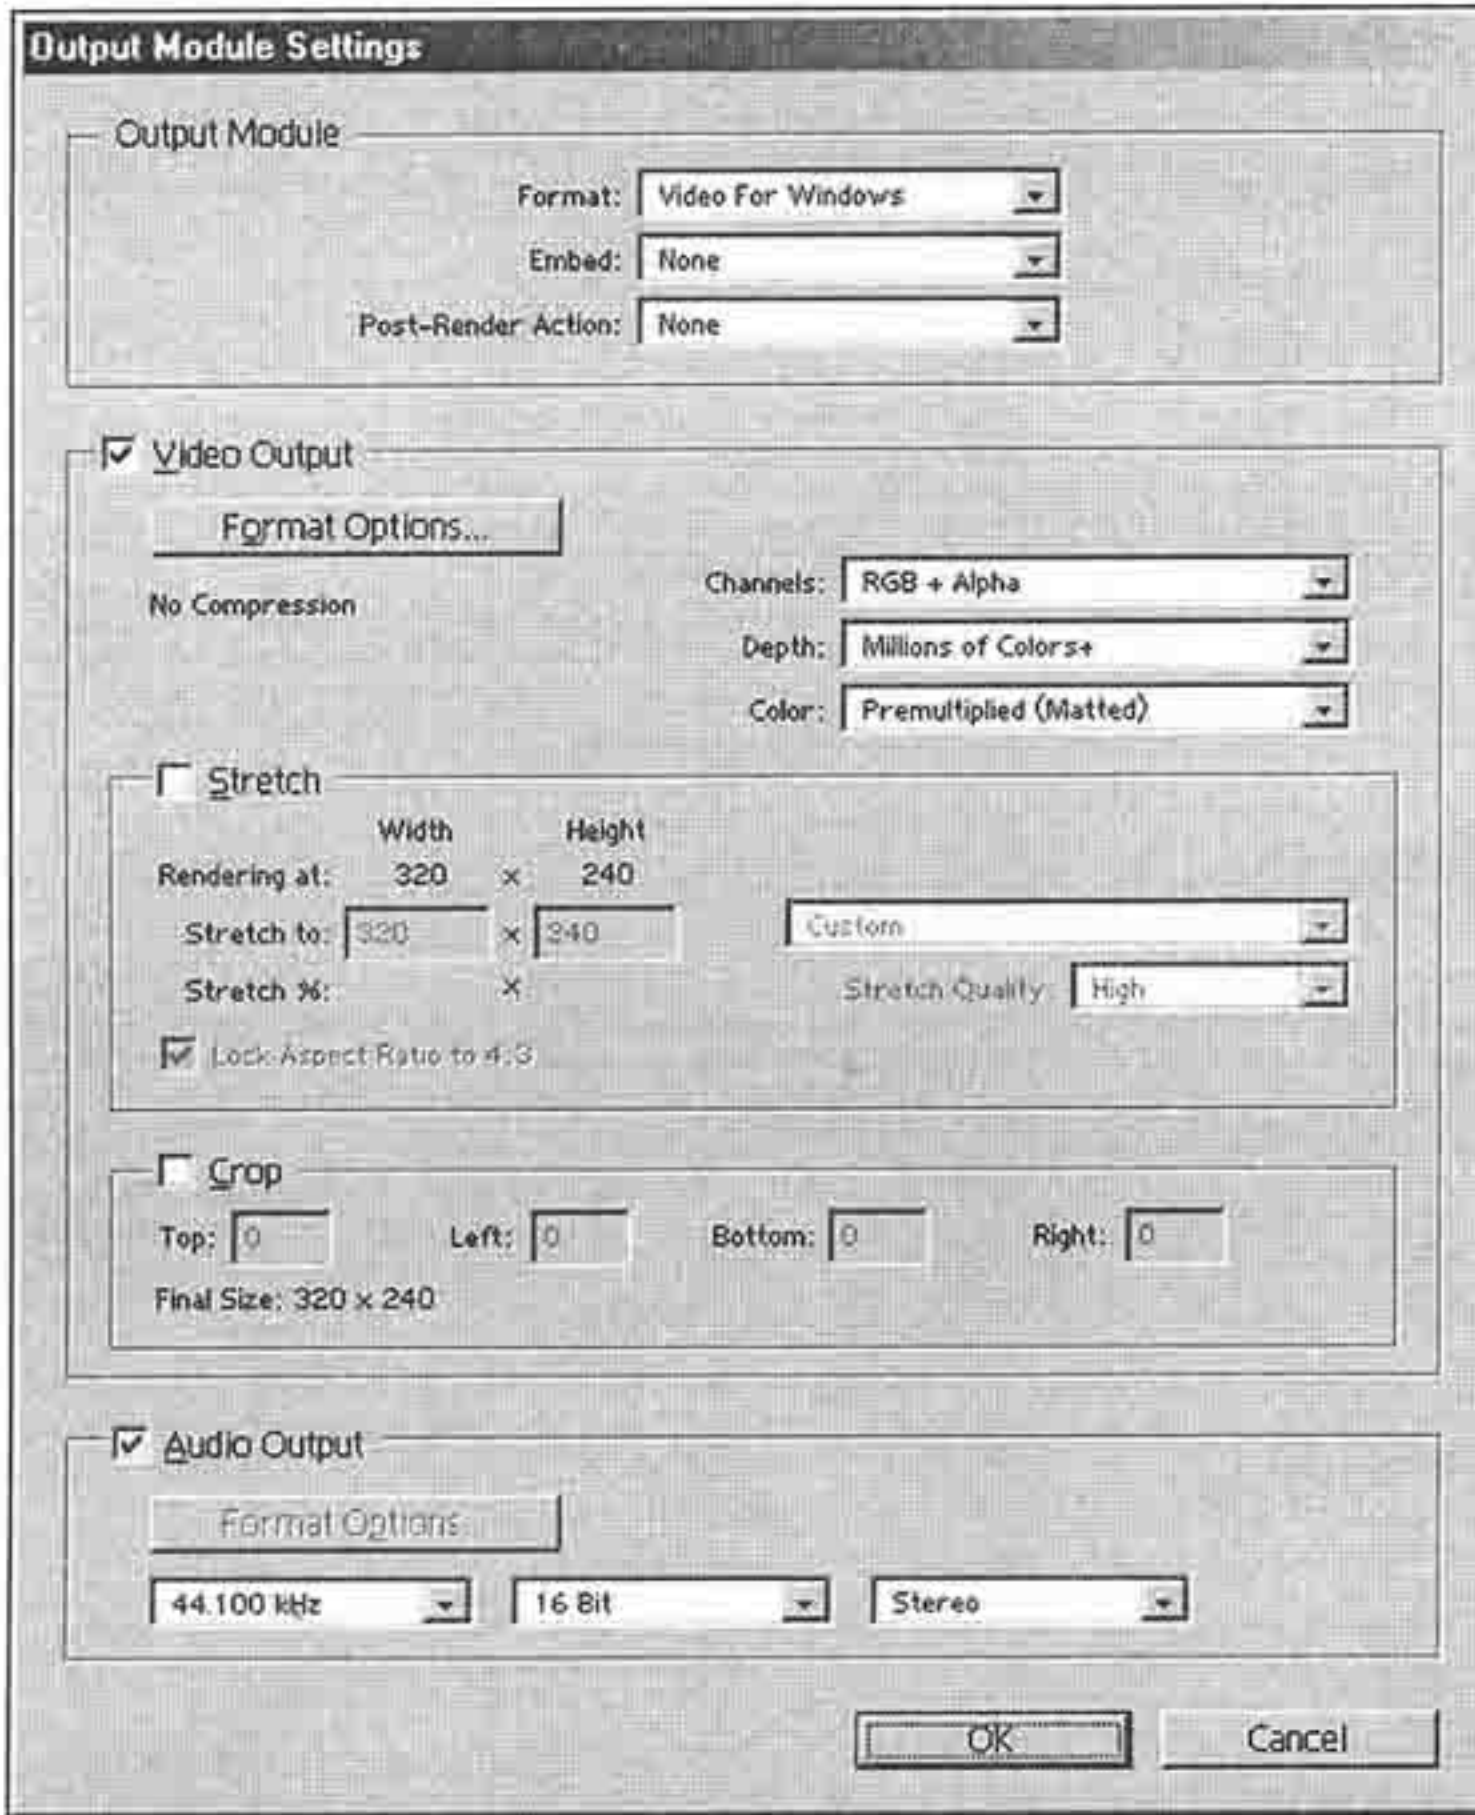 Output Module Settings
Output Module
Format: Video For Windows
Embed: None
Post-Render Action: None
Video Output
Format Options...
No Compression
Channels: RGB + Alpha
Depth: Millions of Colors+
Color: Premultiplied (Matted)
Stretch
Width Height
Rendering at: 320 x 240
Stretch to: 320 x 240 Custom
Stretch %: x Stretch Quality: High
Lock Aspect Ratio to 4:3
Crop
Top: 0 Left: 0 Bottom: 0 Right: 0
Final Size: 320 x 240
Audio Output
Format Options...
44.100 kHz 16 Bit Stereo
OK Cancel